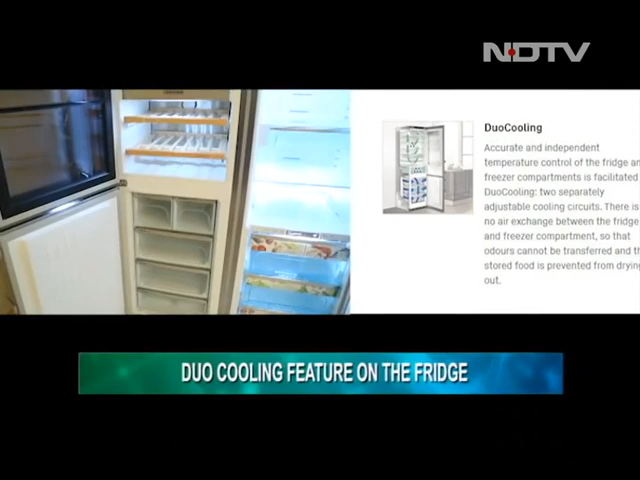 NDTV
DuoCooling
Accurate and independent
temperature control of the fridge an
freezer compartments is facilitated
DuoCooling: two separately
adjustable cooling circuits. There is
no air exchange between the fridge
and freezer compartment, so that
odours cannot be transferred and th
stored food is prevented from drying
out.
DUO COOLING FEATURE ON THE FRIDGE